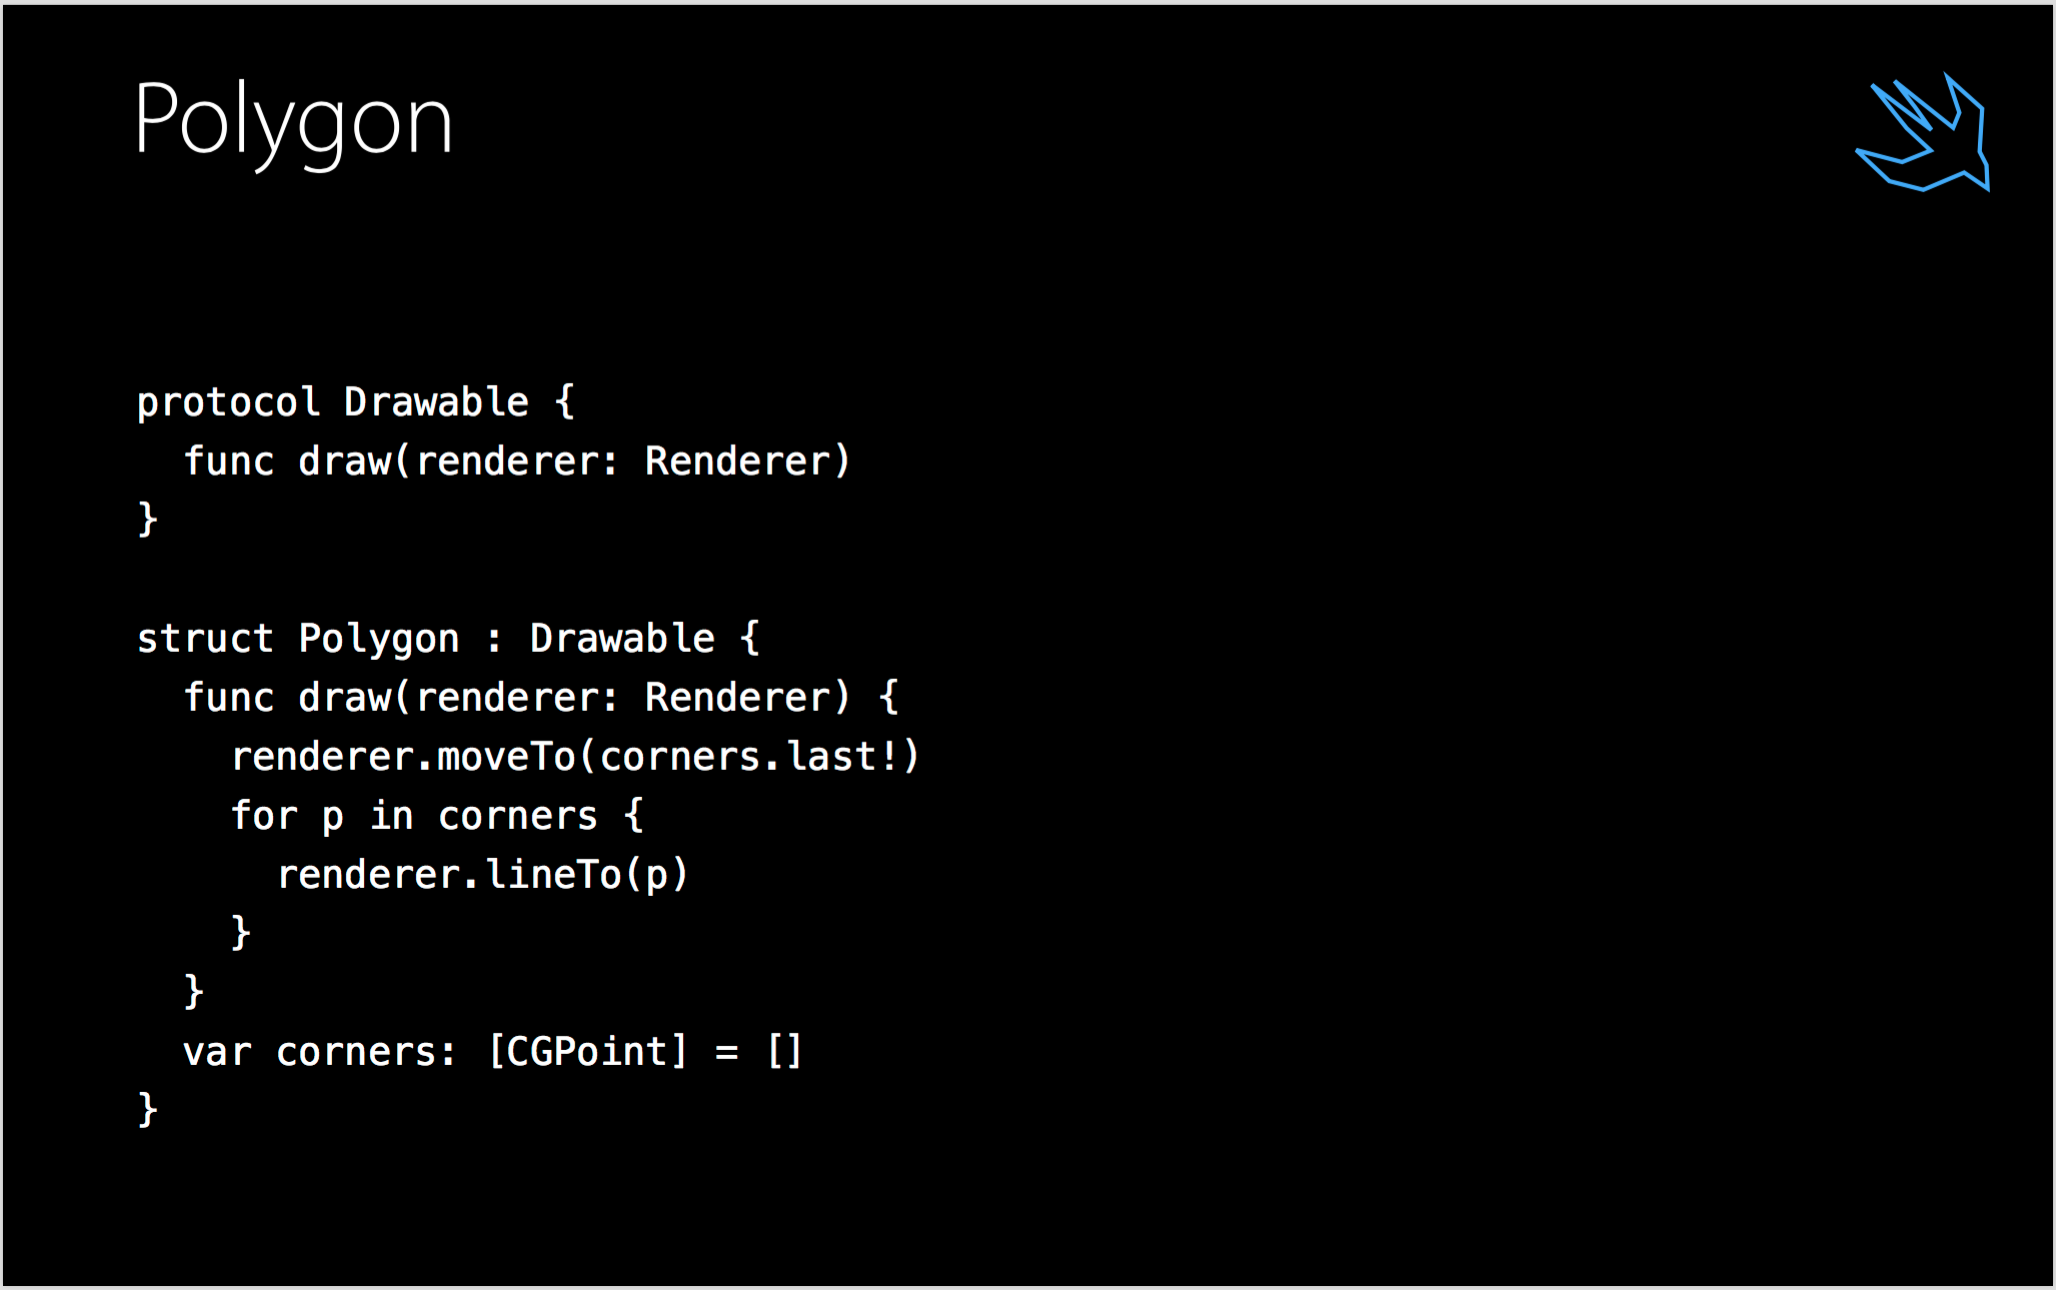 Polygon
protocol Drawable {
  func draw(renderer: Renderer)
}
struct Polygon : Drawable {
  func draw(renderer: Renderer) {
    renderer.moveTo(corners.last!)
    for p in corners {
      renderer.lineTo(p)
    }
  }
  var corners: [CGPoint] = []
}